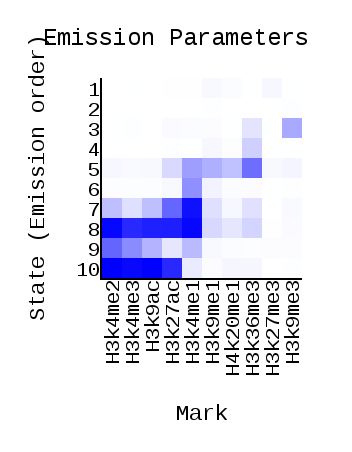 Emission Parameters
State (Emission order)
1
2
3
4
5
6
7
8
9
10
H3k4me2
H3k4me3
H3k9ac
H3k27ac
H3k4me1
H3k9me1
H4k20me1
H3k36me3
H3k27me3
H3k9me3
Mark